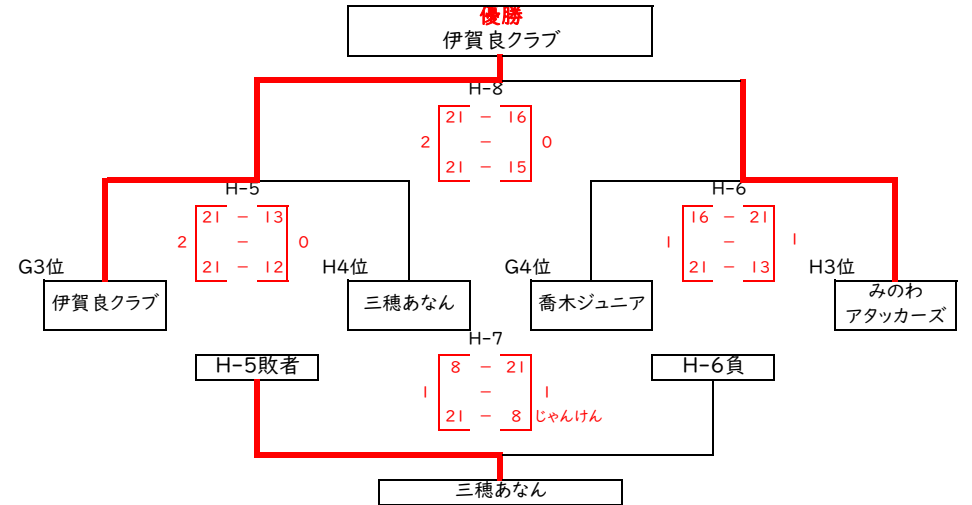 優勝
伊賀良クラブ
H-8
21 - 16
2 - 0
21 - 15
H-5
H-6
21 - 13
16 - 21
2 - 0
1 - 1
21 - 12
21 - 13
G3位
H4位
G4位
H3位
伊賀良クラブ
三穂あなん
喬木ジュニア
みのわ
アタッカーズ
H-7
H-5敗者
H-6負
8 - 21
1 - 1
21 - 8 じゃんけん
三穂あなん